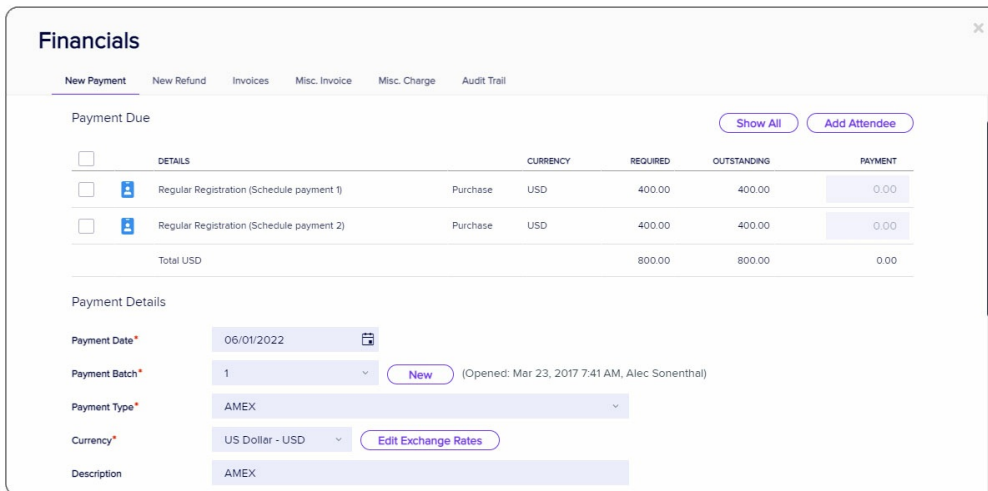 Financials
New Payment New Refund Invoices Misc. Invoice Misc. Charge Audit Trail
Payment Due Show All Add Attendee
DETAILS CURRENCY REQUIRED OUTSTANDING PAYMENT
Regular Registration (Schedule payment 1) Purchase USD 400.00 400.00 0.00
Regular Registration (Schedule payment 2) Purchase USD 400.00 400.00 0.00
Total USD 800.00 800.00 0.00
Payment Details
Payment Date* 06/01/2022
Payment Batch* 1 New (Opened: Mar 23, 2017 7:41 AM, Alec Sonenthal)
Payment Type* AMEX
Currency* US Dollar - USD Edit Exchange Rates
Description AMEX